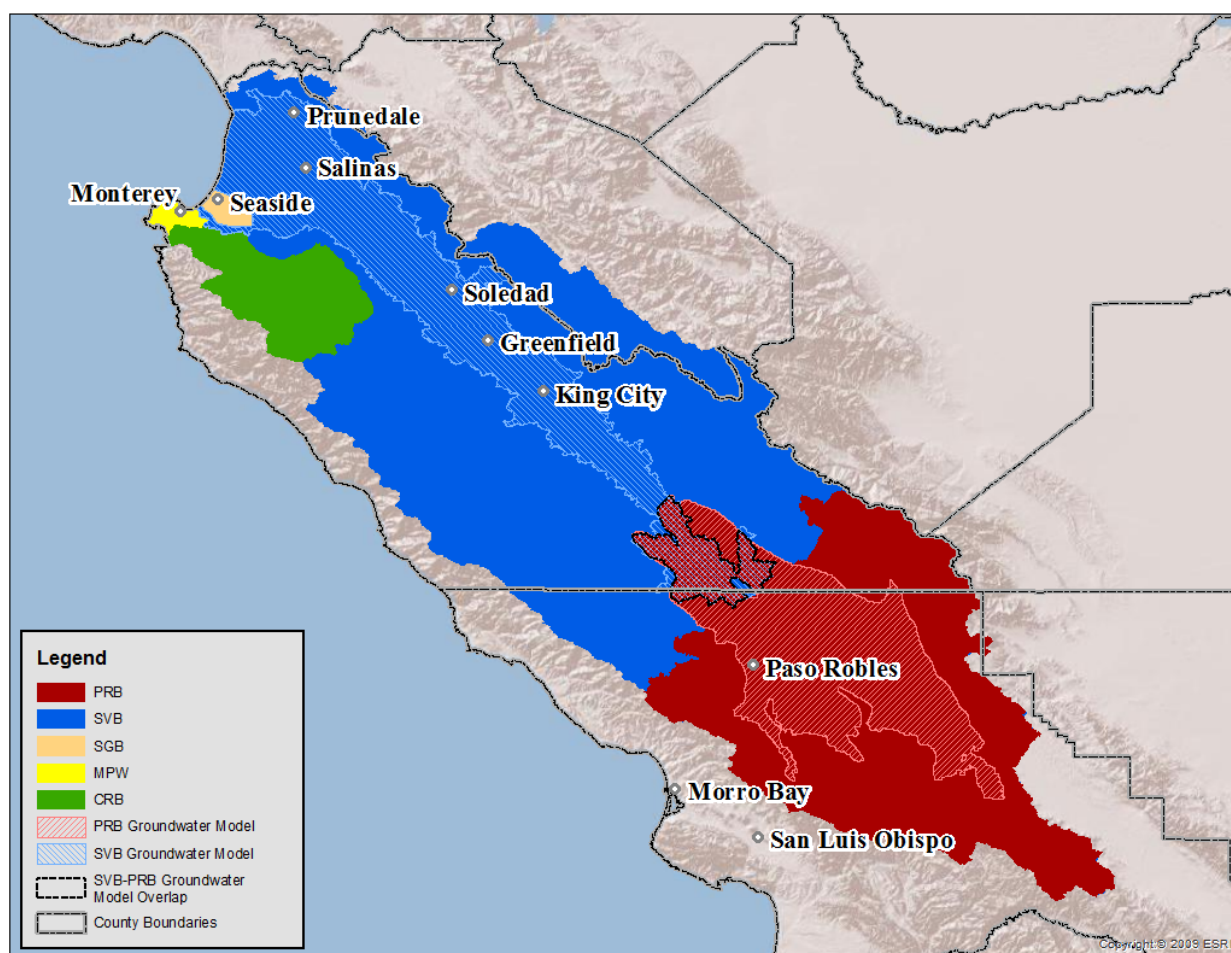 Prunedale
Salinas
Monterey
Seaside
Soledad
Greenfield
King City
Paso Robles
Morro Bay
San Luis Obispo
Legend
PRB
SVB
SGB
MPW
CRB
PRB Groundwater Model
SVB Groundwater Model
SVB-PRB Groundwater
Model Overlap
County Boundaries
Copyright:© 2009 ESRI